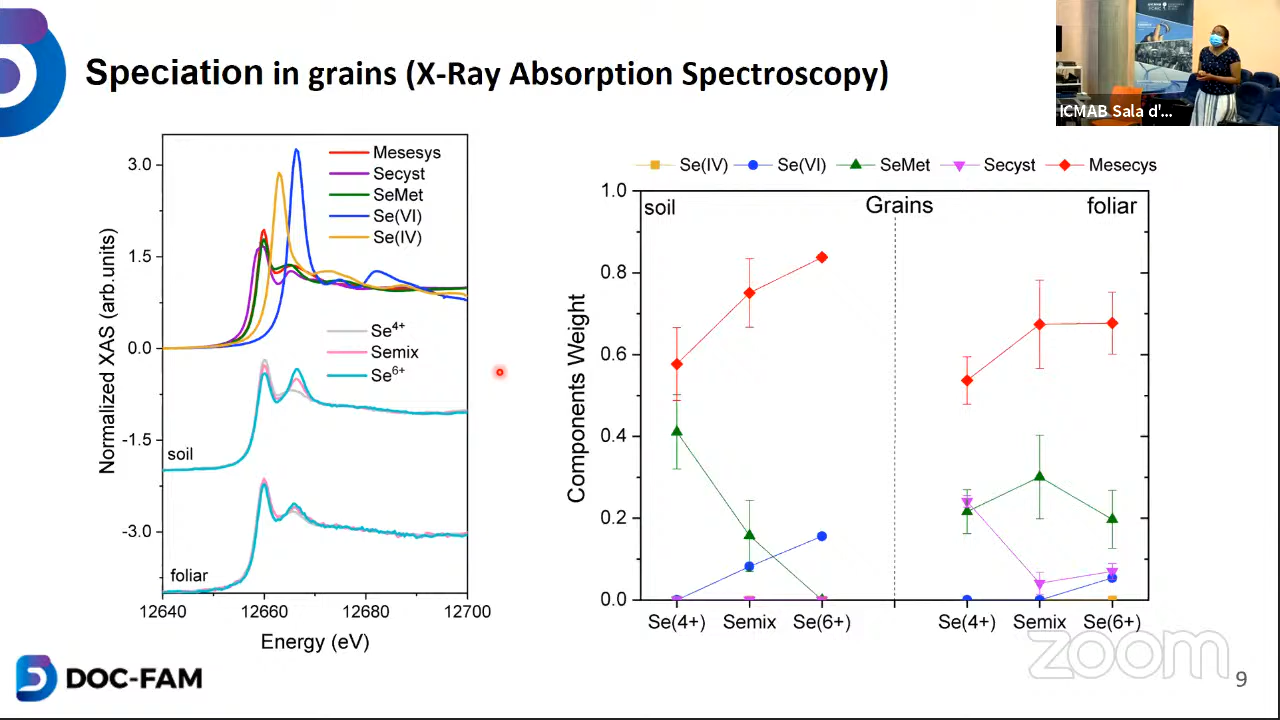 Speciation in grains (X-Ray Absorption Spectroscopy)
ICMAB Sala d'...
Normalized XAS (arb.units)
3.0
1.5
0.0
-1.5
-3.0
Mesesys
Secyst
SeMet
Se(VI)
Se(IV)
Se⁴⁺
Semix
Se⁶⁺
soil
foliar
12640 12660 12680 12700
Energy (eV)
Se(IV) Se(VI) SeMet Secyst Mesecys
soil Grains foliar
Components Weight
1.0
0.8
0.6
0.4
0.2
0.0
Se(4+) Semix Se(6+) Se(4+) Semix Se(6+)
zoom
DOC-FAM
9